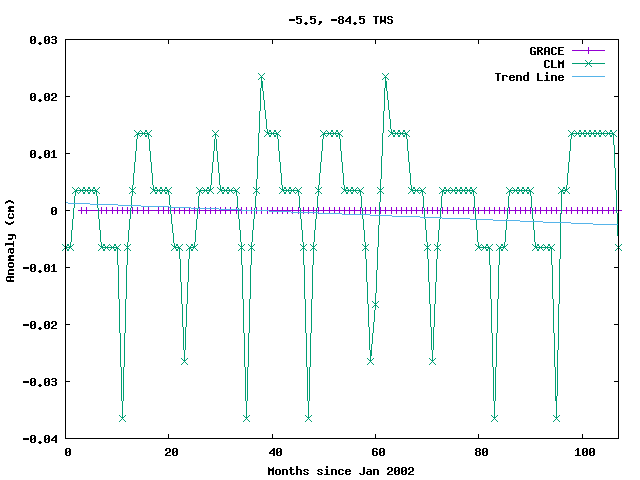 -5.5, -84.5 TWS
GRACE
CLM
Trend Line
0.03
0.02
0.01
0
-0.01
-0.02
-0.03
-0.04
Anomaly (cm)
0 20 40 60 80 100
Months since Jan 2002